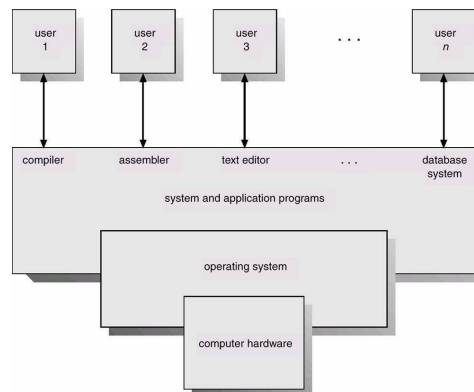 user
1
user
2
user
3
. . .
user
n
compiler
assembler
text editor
. . .
database
system
system and application programs
operating system
computer hardware